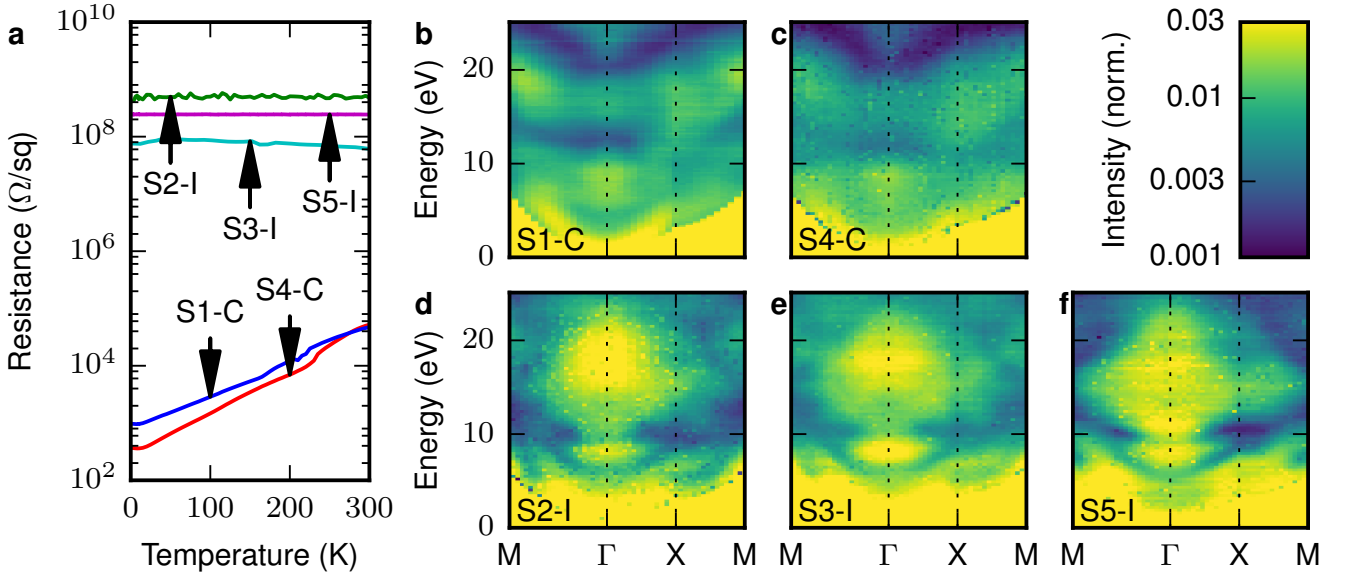 a
10^10
10^8
10^6
10^4
10^2
Resistance (Ω/sq)
S2-I
S3-I
S5-I
S1-C
S4-C
0 100 200 300
Temperature (K)
b
Energy (eV)
20
10
0
S1-C
c
S4-C
Intensity (norm.)
0.03
0.01
0.003
0.001
d
Energy (eV)
20
10
0
S2-I
M Γ X M
e
S3-I
M Γ X M
f
S5-I
M Γ X M